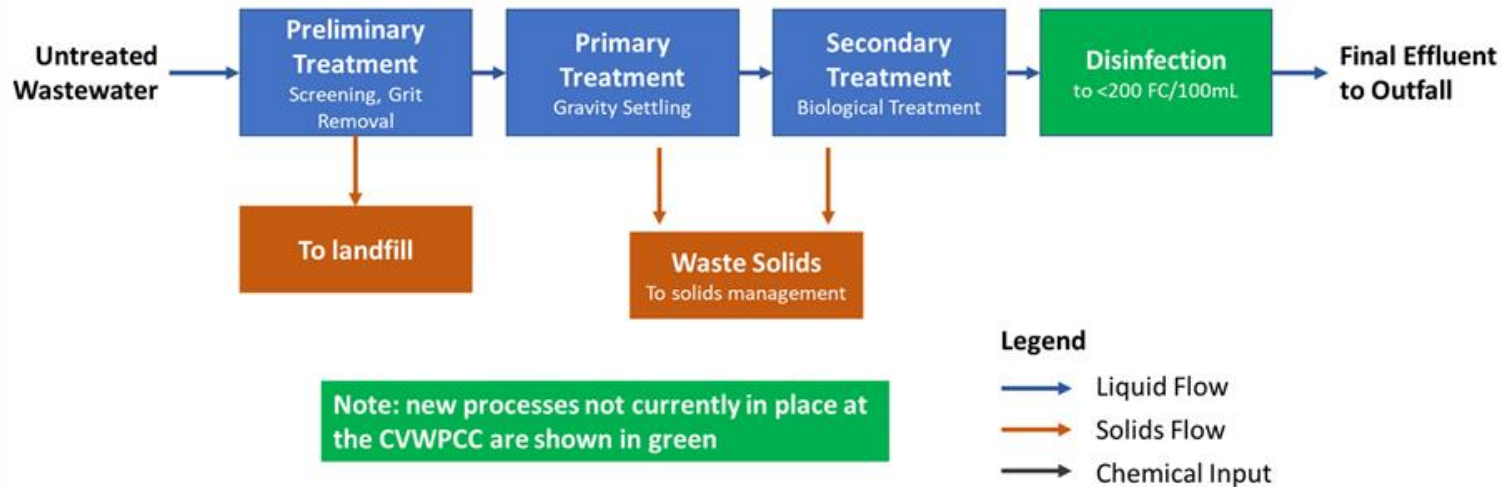 Untreated
Wastewater
Preliminary
Treatment
Screening, Grit
Removal
Primary
Treatment
Gravity Settling
Secondary
Treatment
Biological Treatment
Disinfection
to <200 FC/100mL
Final Effluent
to Outfall
To landfill
Waste Solids
To solids management
Note: new processes not currently in place at
the CVWPCC are shown in green
Legend
Liquid Flow
Solids Flow
Chemical Input